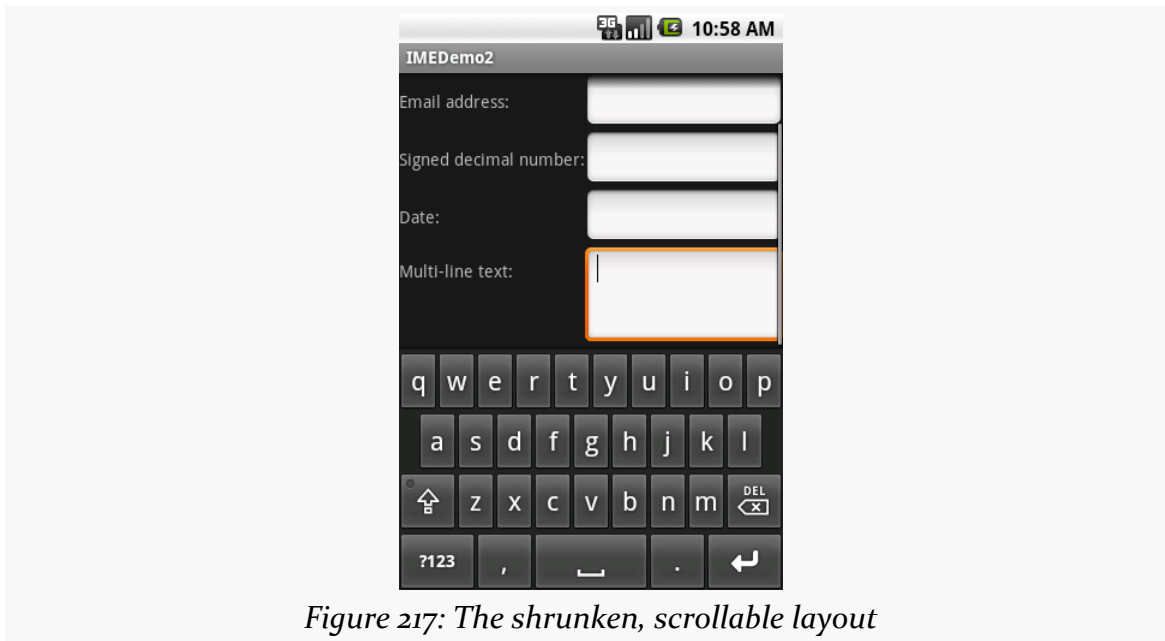 3G 10:58 AM
IMEDemo2
Email address:
Signed decimal number:
Date:
Multi-line text:
q w e r t y u i o p
a s d f g h j k l
z x c v b n m DEL
?123 , .
Figure 217: The shrunken, scrollable layout